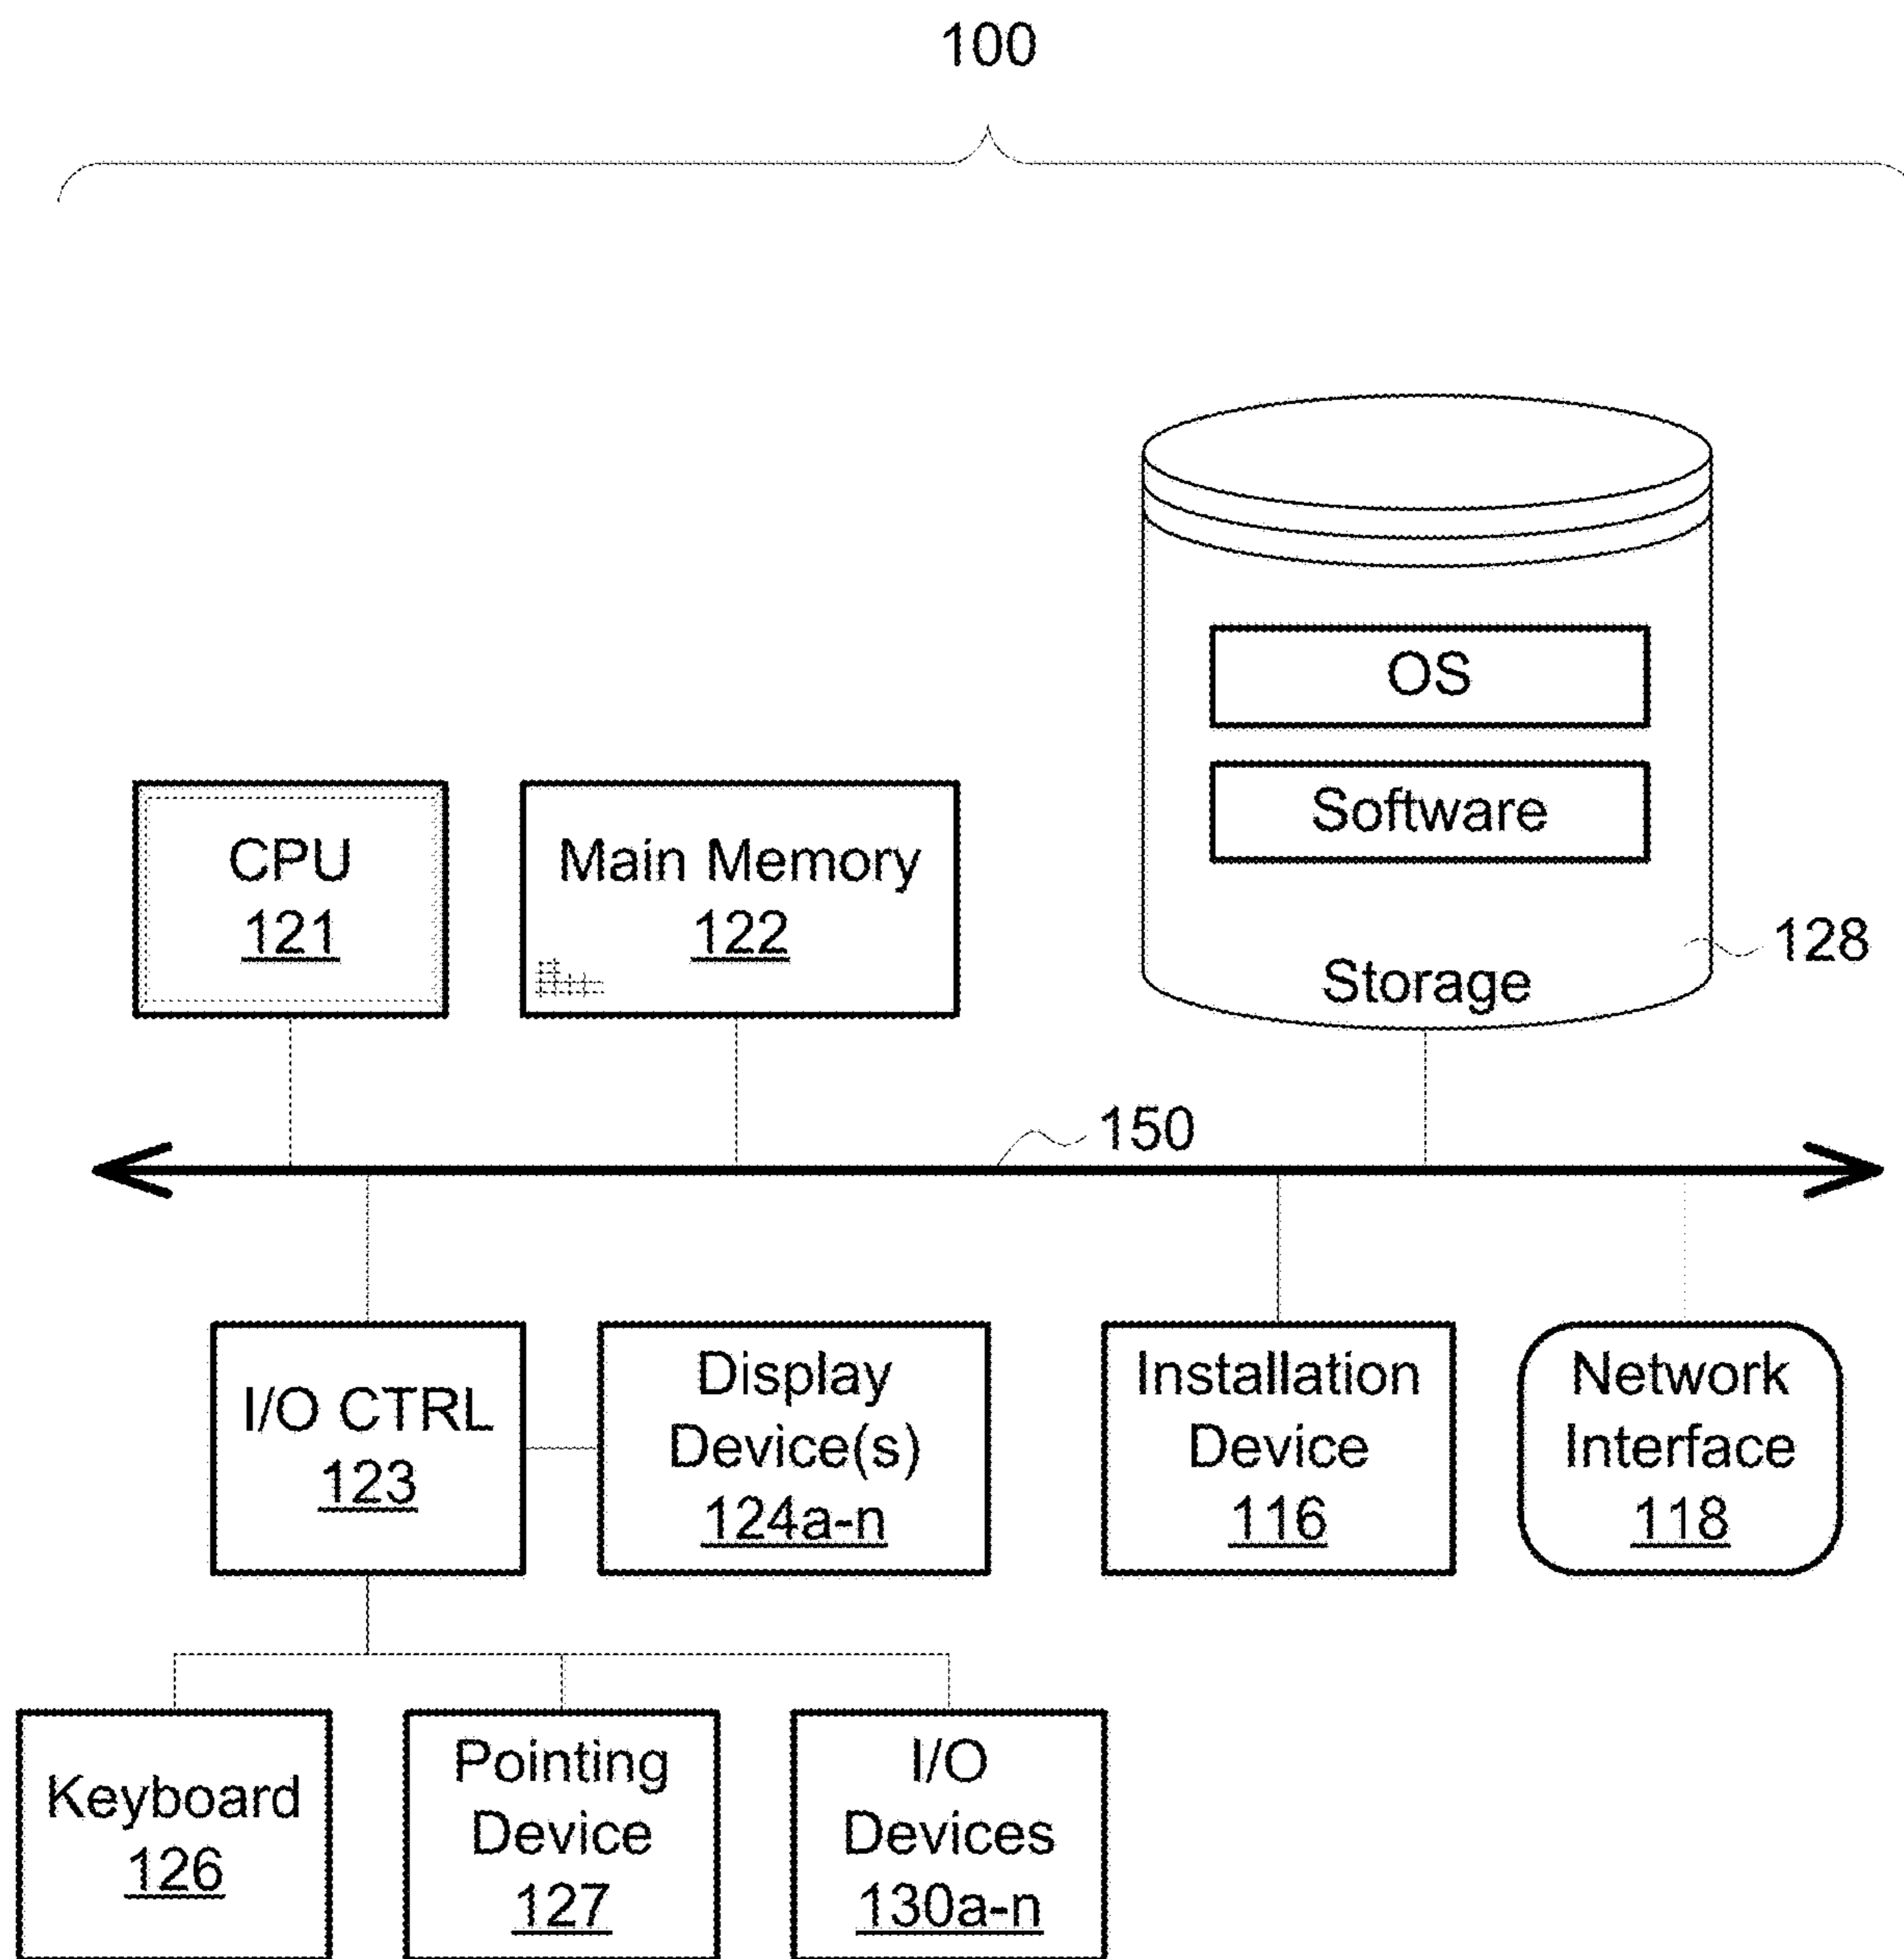 100
OS
Software
Storage
128
CPU
121
Main Memory
122
150
I/O CTRL
123
Display
Device(s)
124a-n
Installation
Device
116
Network
Interface
118
Keyboard
126
Pointing
Device
127
I/O
Devices
130a-n